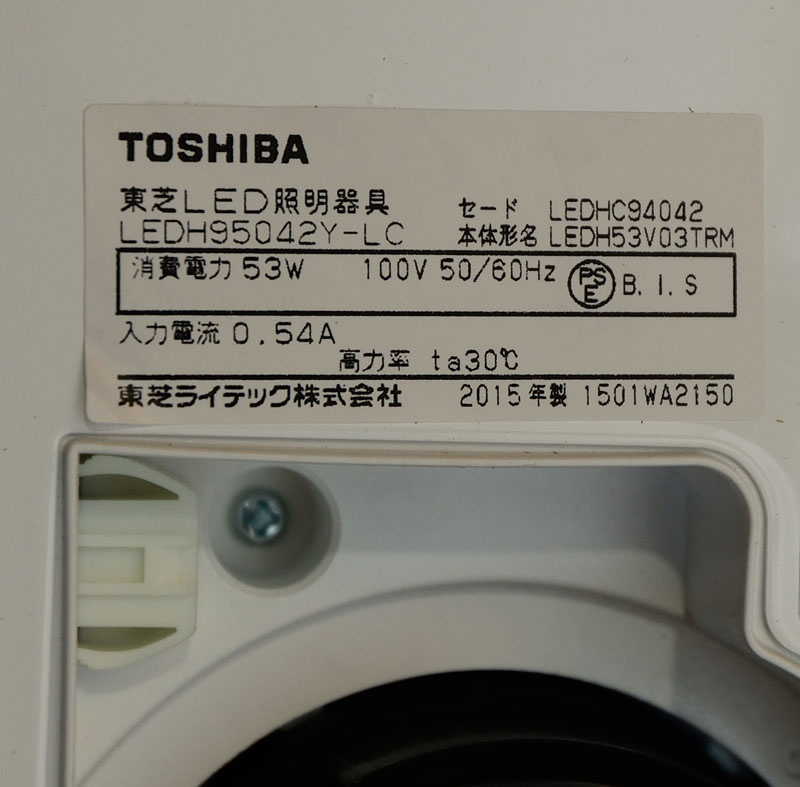 TOSHIBA
東芝LED照明器具 セード LEDHC94042
LEDH95042Y-LC 本体形名 LEDH53V03TRM
消費電力 53W 100V 50/60Hz PSE B.I.S
入力電流 0.54A
高力率 ta30℃
東芝ライテック株式会社 2015年製 1501WA2150